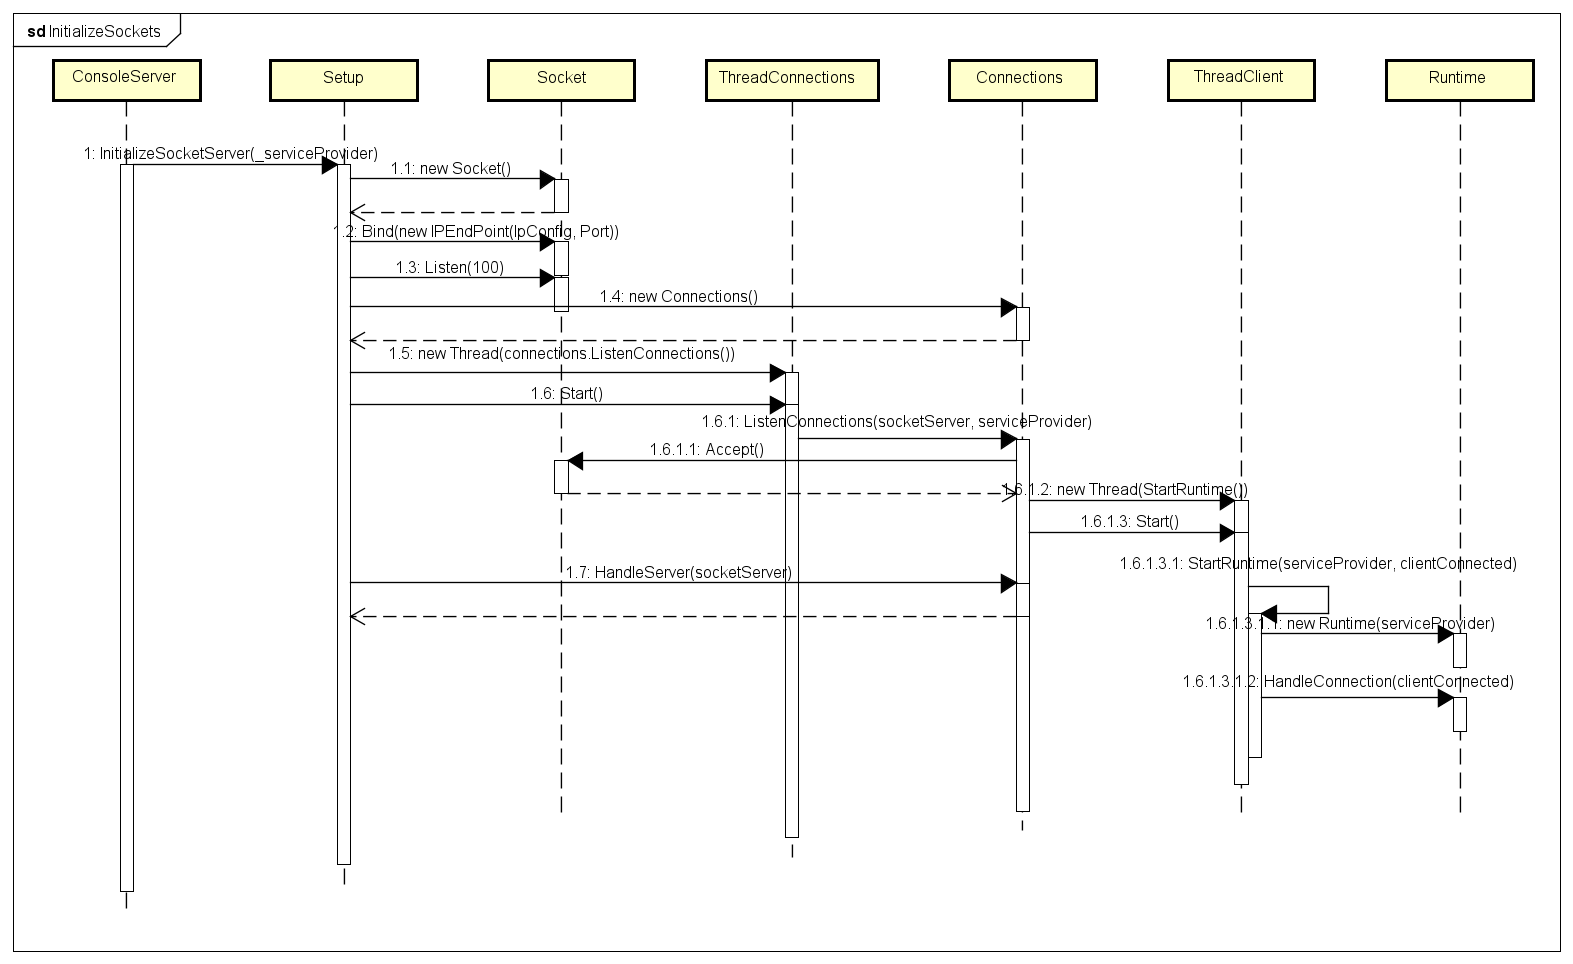 sd InitializeSockets
ConsoleServer
Setup
Socket
ThreadConnections
Connections
ThreadClient
Runtime
1: InitializeSocketServer(_serviceProvider)
1.1: new Socket()
1.2: Bind(new IPEndPoint(IpConfig, Port))
1.3: Listen(100)
1.4: new Connections()
1.5: new Thread(connections.ListenConnections())
1.6: Start()
1.6.1: ListenConnections(socketServer, serviceProvider)
1.6.1.1: Accept()
1.6.1.2: new Thread(StartRuntime())
1.6.1.3: Start()
1.6.1.3.1: StartRuntime(serviceProvider, clientConnected)
1.7: HandleServer(socketServer)
1.6.1.3.1.1: new Runtime(serviceProvider)
1.6.1.3.1.2: HandleConnection(clientConnected)